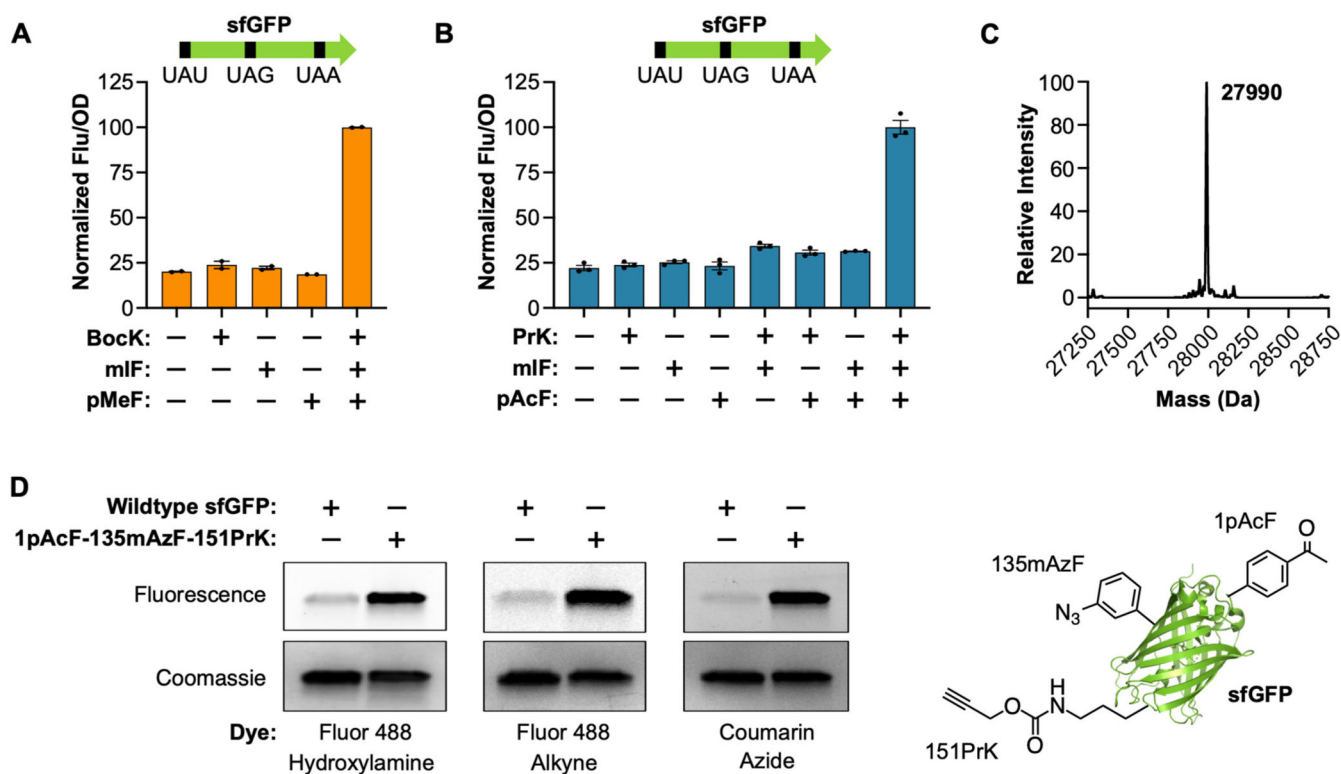 A
sfGFP
UAU UAG UAA
Normalized Flu/OD
125
100
75
50
25
0
BocK: − + − − +
mIF: − − + − +
pMeF: − − − + +
B
sfGFP
UAU UAG UAA
Normalized Flu/OD
125
100
75
50
25
0
PrK: − + − − + + − +
mIF: − − + − + − + +
pAcF: − − − + − + + +
C
27990
Relative Intensity
100
80
60
40
20
0
27250 27500 27750 28000 28250 28500 28750
Mass (Da)
D
Wildtype sfGFP: + − + − + −
1pAcF-135mAzF-151PrK: − + − + − +
Fluorescence
Coomassie
Dye: Fluor 488 Fluor 488 Coumarin
Hydroxylamine Alkyne Azide
1pAcF
O
135mAzF
N3
sfGFP
H
O N
O
151PrK